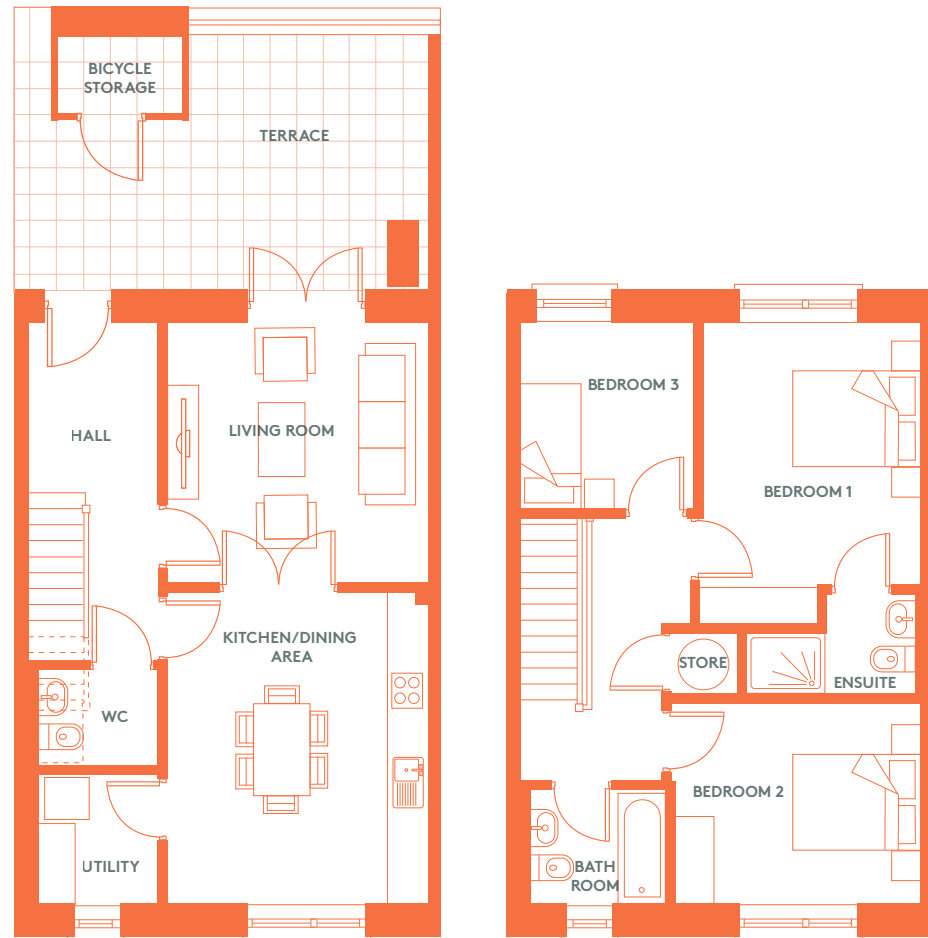 BICYCLE
STORAGE
TERRACE
HALL
LIVING ROOM
KITCHEN/DINING
AREA
WC
UTILITY
BEDROOM 3
BEDROOM 1
STORE
ENSUITE
BEDROOM 2
BATH
ROOM